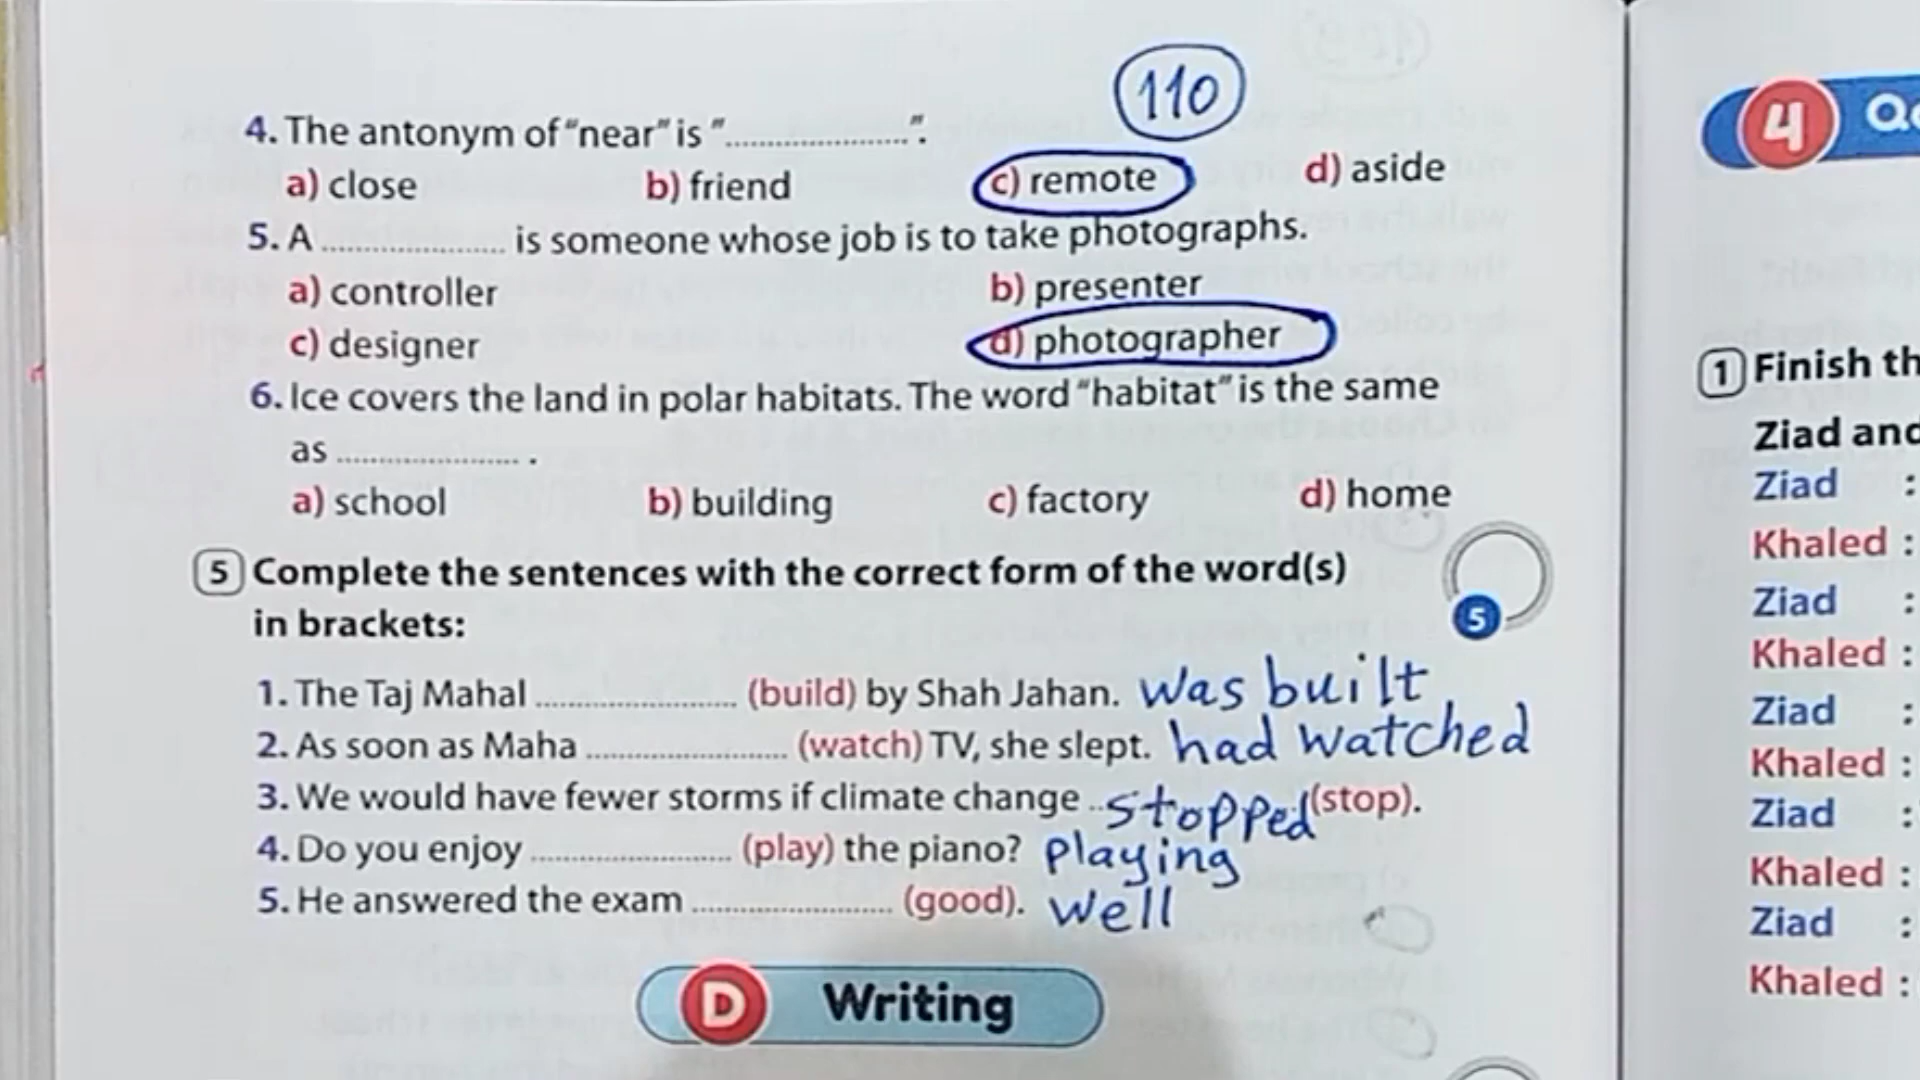 110
4. The antonym of "near" is "....................".
a) close b) friend c) remote d) aside
5. A .................... is someone whose job is to take photographs.
a) controller b) presenter
c) designer d) photographer
6. Ice covers the land in polar habitats. The word "habitat" is the same
as .................... .
a) school b) building c) factory d) home
5 Complete the sentences with the correct form of the word(s)
in brackets:
5
1. The Taj Mahal .................... (build) by Shah Jahan. was built
2. As soon as Maha .................... (watch) TV, she slept. had watched
3. We would have fewer storms if climate change .. stopped (stop).
4. Do you enjoy .................... (play) the piano? playing
5. He answered the exam .................... (good). well
D Writing
4
1 Finish
Ziad and
Ziad :
Khaled :
Ziad :
Khaled :
Ziad :
Khaled :
Ziad :
Khaled :
Ziad :
Khaled :